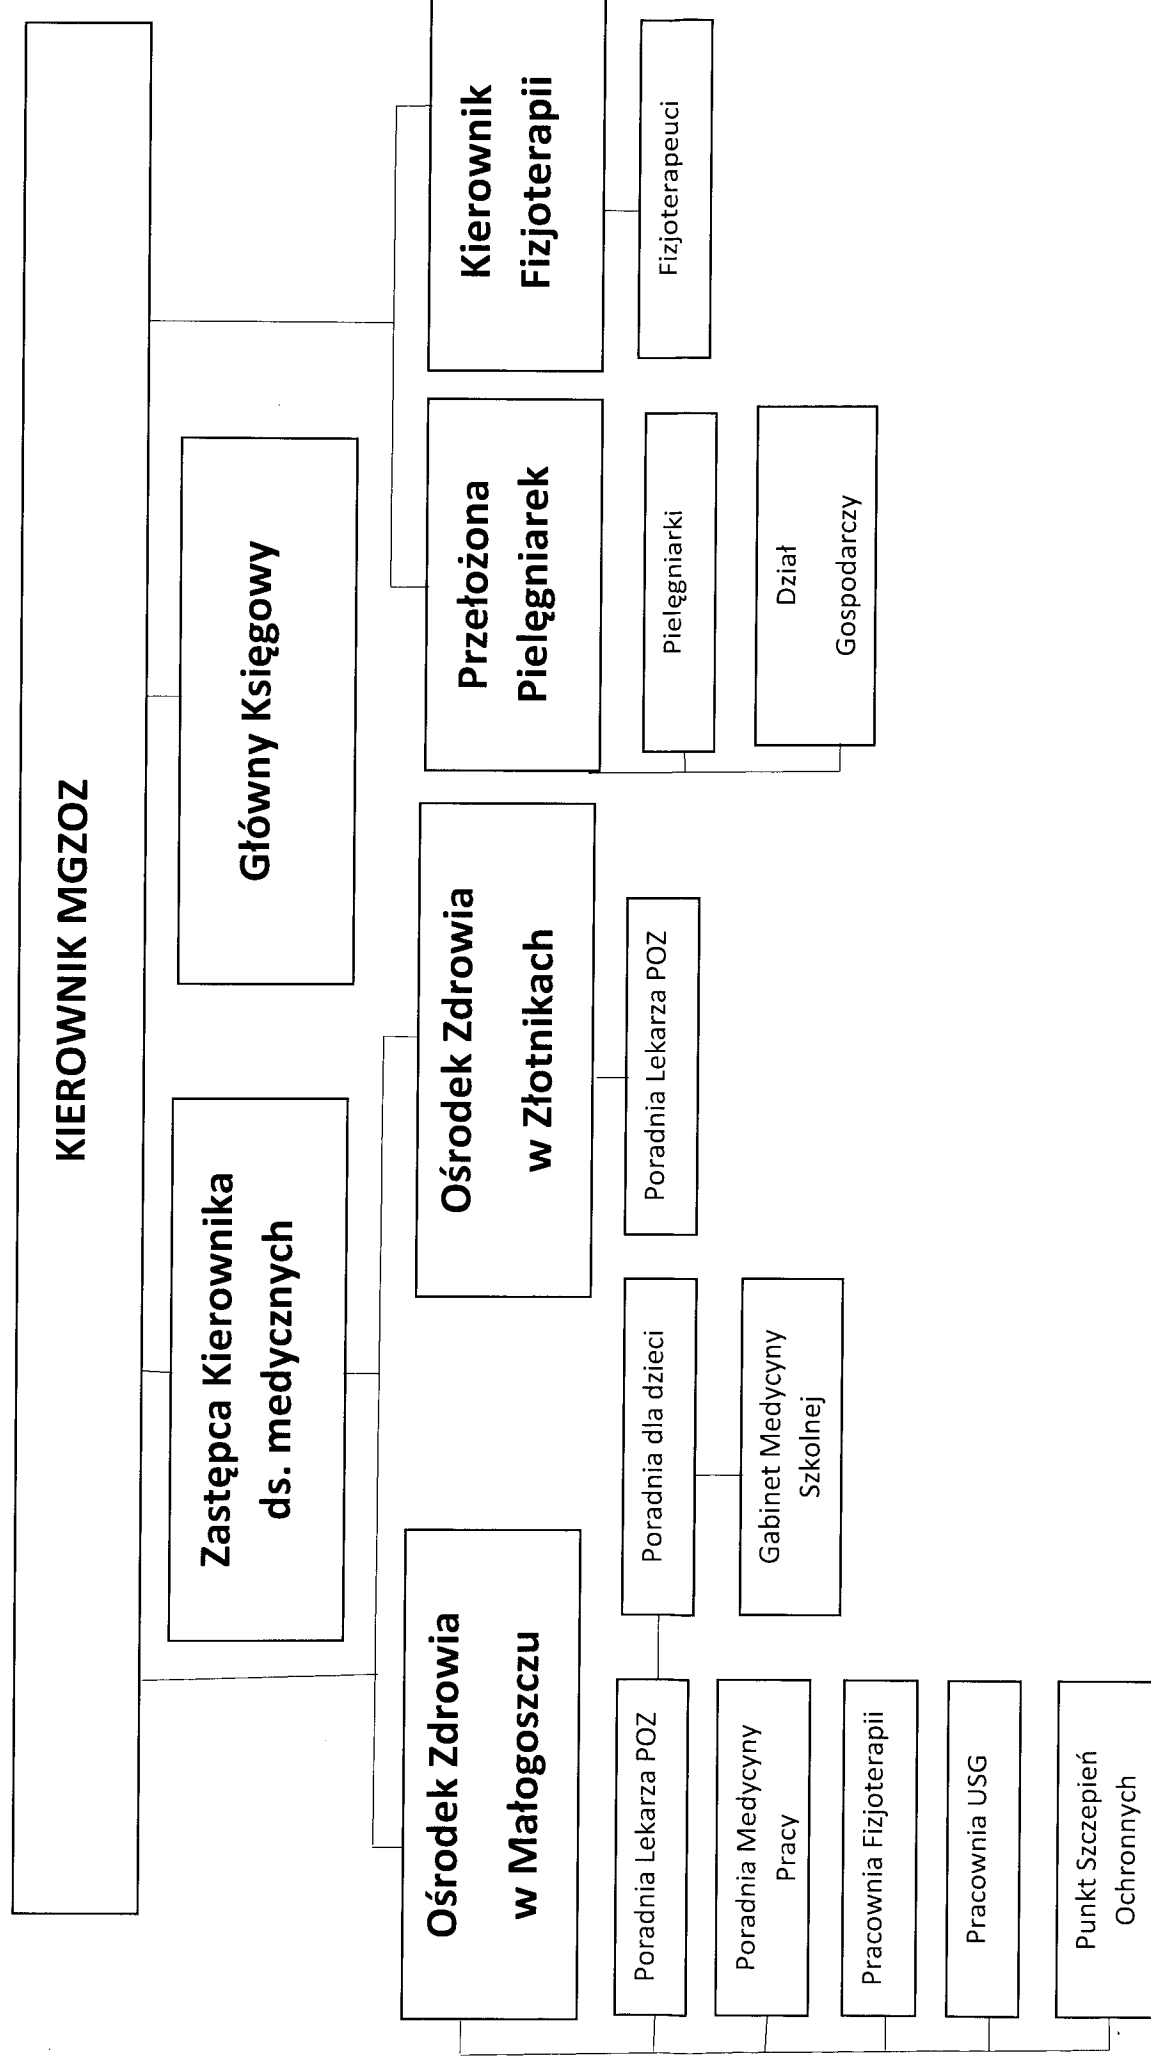 KIEROWNIK MGZOZ
Zastępca Kierownika
ds. medycznych
Główny Księgowy
Ośrodek Zdrowia
w Małogoszczu
Ośrodek Zdrowia
w Złotnikach
Przełożona
Pielęgniarek
Kierownik
Fizjoterapii
Poradnia Lekarza POZ
Poradnia dla dzieci
Poradnia Lekarza POZ
Pielęgniarki
Fizjoterapeuci
Poradnia Medycyny
Pracy
Gabinet Medycyny
Szkolnej
Dział
Gospodarczy
Pracownia Fizjoterapii
Pracownia USG
Punkt Szczepień
Ochronnych